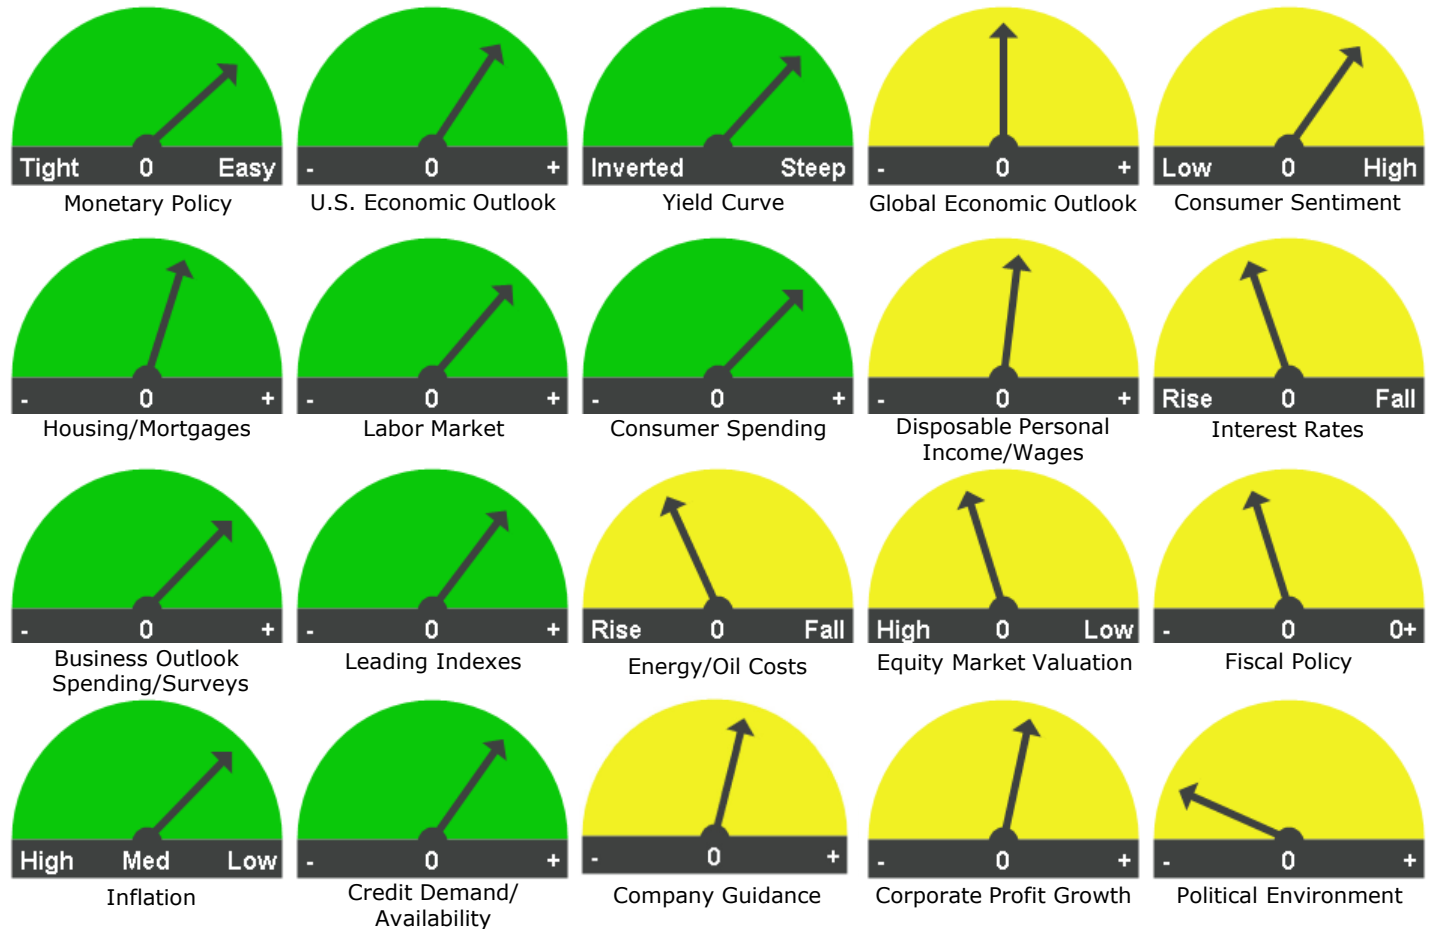 Tight 0 Easy
Monetary Policy
- 0 +
U.S. Economic Outlook
Inverted Steep
Yield Curve
- 0 +
Global Economic Outlook
Low 0 High
Consumer Sentiment
- 0 +
Housing/Mortgages
- 0 +
Labor Market
- 0 +
Consumer Spending
- 0 +
Disposable Personal
Income/Wages
Rise 0 Fall
Interest Rates
- 0 +
Business Outlook
Spending/Surveys
- 0 +
Leading Indexes
Rise 0 Fall
Energy/Oil Costs
High 0 Low
Equity Market Valuation
- 0 0+
Fiscal Policy
High Med Low
Inflation
- 0 +
Credit Demand/
Availability
- 0 +
Company Guidance
- 0 +
Corporate Profit Growth
- 0 +
Political Environment